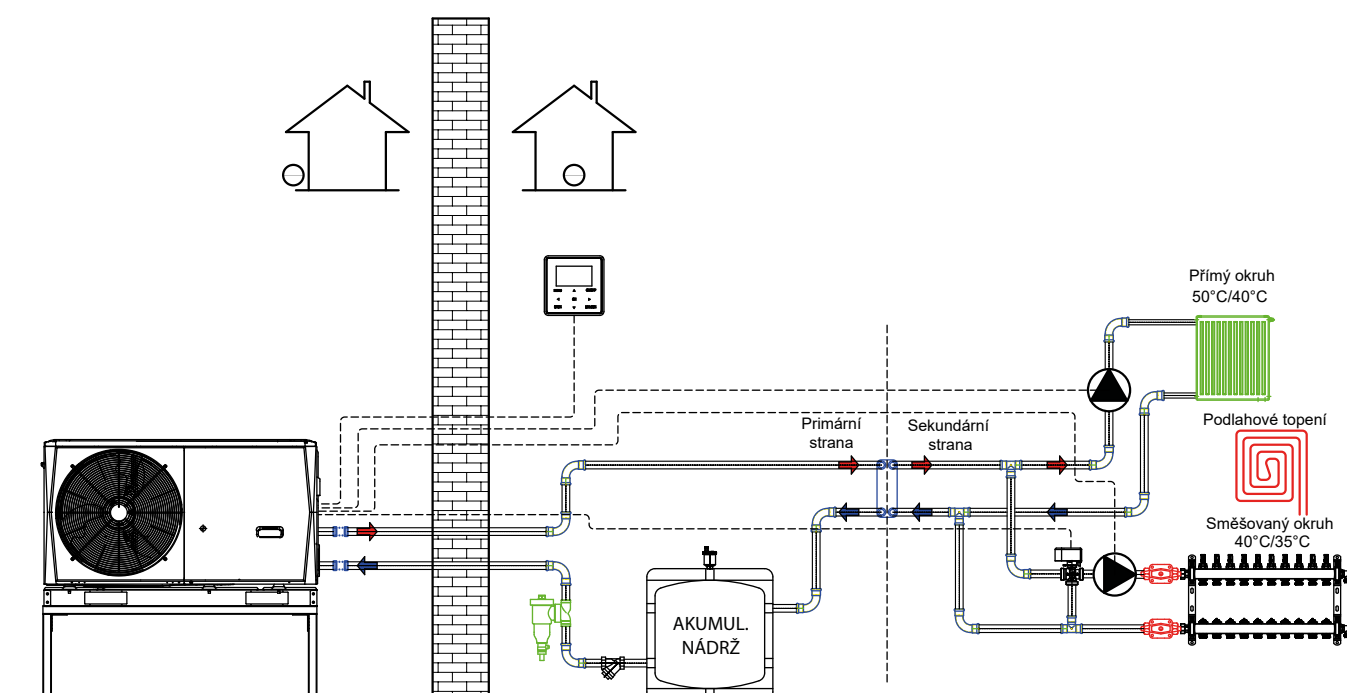 Přímý okruh
50°C/40°C
Primární
strana
Sekundární
strana
Podlahové topení
Směšovaný okruh
40°C/35°C
AKUMUL.
NÁDRŽ